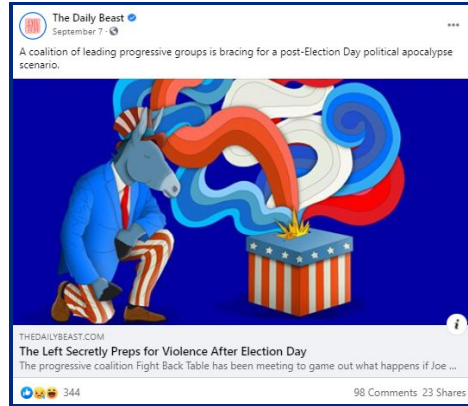 The Daily Beast
September 7 ·
A coalition of leading progressive groups is bracing for a post-Election Day political apocalypse
scenario.
i
THEDAILYBEAST.COM
The Left Secretly Preps for Violence After Election Day
The progressive coalition Fight Back Table has been meeting to game out what happens if Joe ...
344
98 Comments 23 Shares